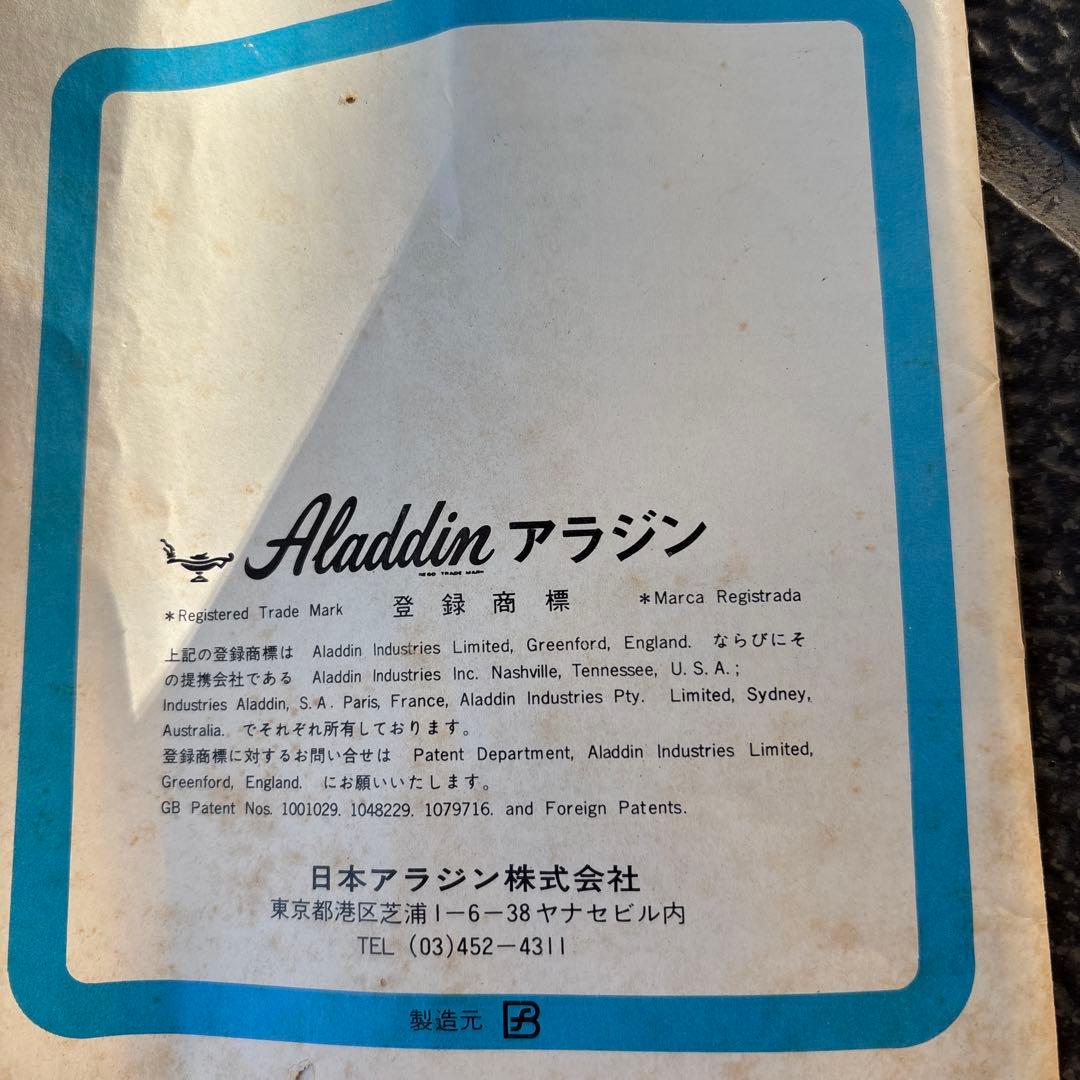 Aladdin アラジン
REGD TRADE MARK
*Registered Trade Mark 登録商標 *Marca Registrada
上記の登録商標は Aladdin Industries Limited, Greenford, England. ならびにそ
の提携会社である Aladdin Industries Inc. Nashville, Tennessee, U. S. A. ;
Industries Aladdin, S. A. Paris, France, Aladdin Industries Pty. Limited, Sydney,
Australia. でそれぞれ所有しております。
登録商標に対するお問い合せは Patent Department, Aladdin Industries Limited,
Greenford, England. にお願いいたします。
GB Patent Nos. 1001029. 1048229. 1079716. and Foreign Patents.
日本アラジン株式会社
東京都港区芝浦1-6-38ヤナセビル内
TEL (03)452-4311
製造元